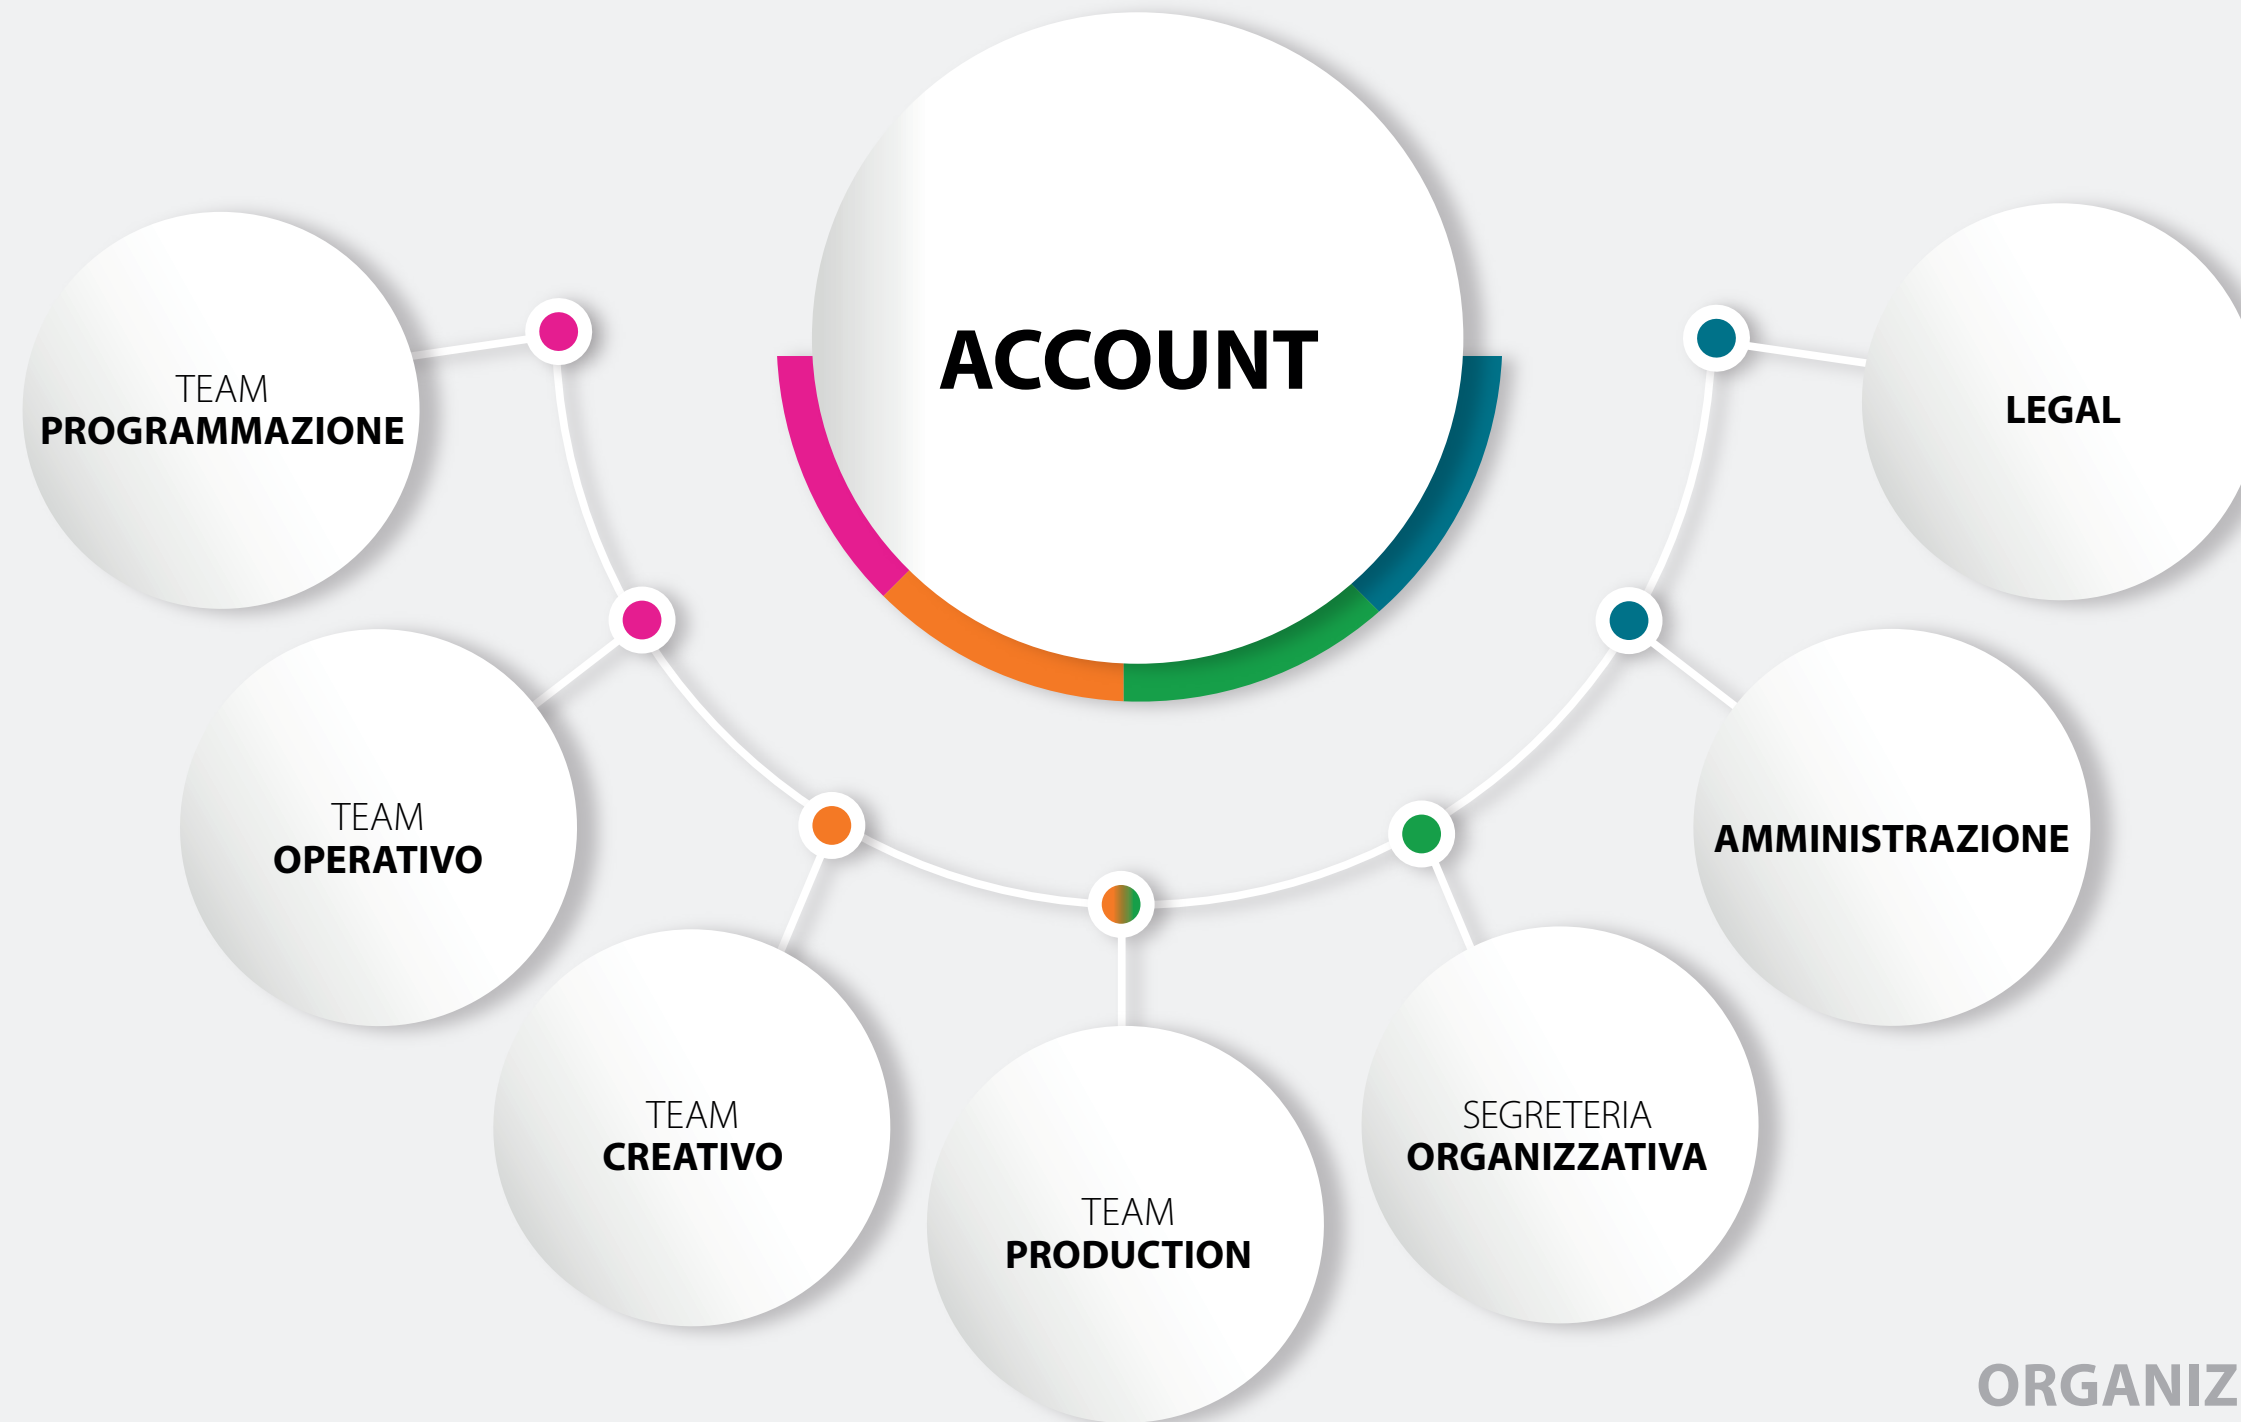 ACCOUNT
TEAM
PROGRAMMAZIONE
TEAM
OPERATIVO
TEAM
CREATIVO
TEAM
PRODUCTION
SEGRETERIA
ORGANIZZATIVA
AMMINISTRAZIONE
LEGAL
ORGANIZ